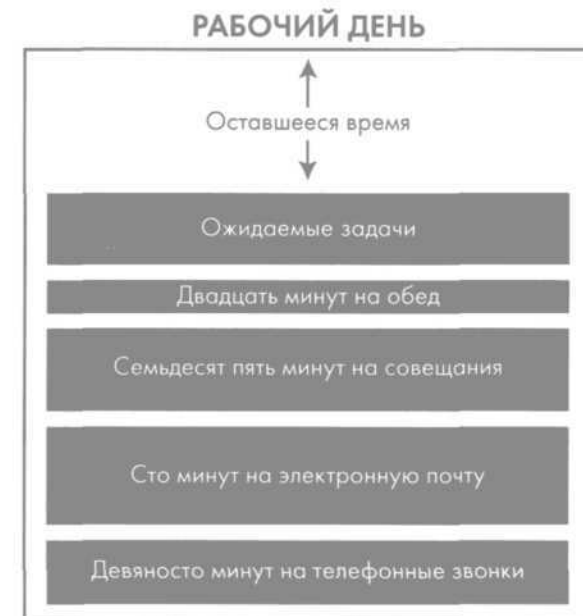 РАБОЧИЙ ДЕНЬ
Оставшееся время
Ожидаемые задачи
Двадцать минут на обед
Семьдесят пять минут на совещания
Сто минут на электронную почту
Девяносто минут на телефонные звонки